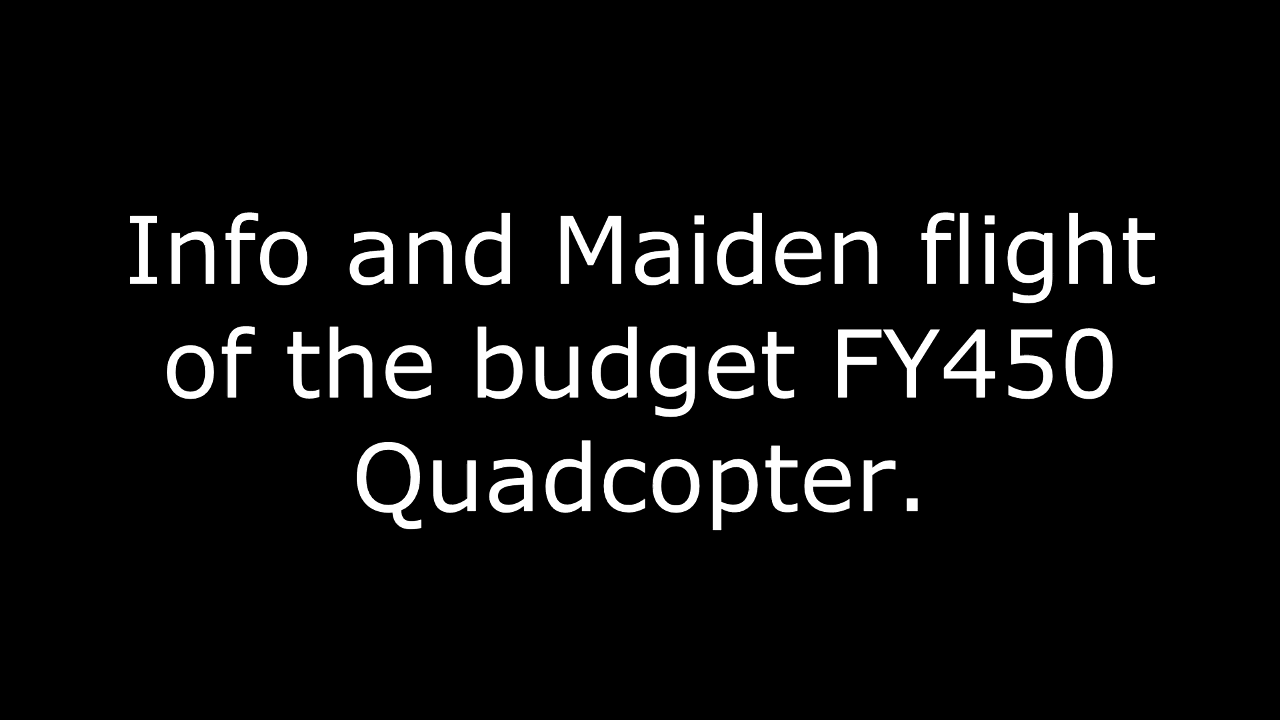 Info and Maiden flight
of the budget FY450
Quadcopter.